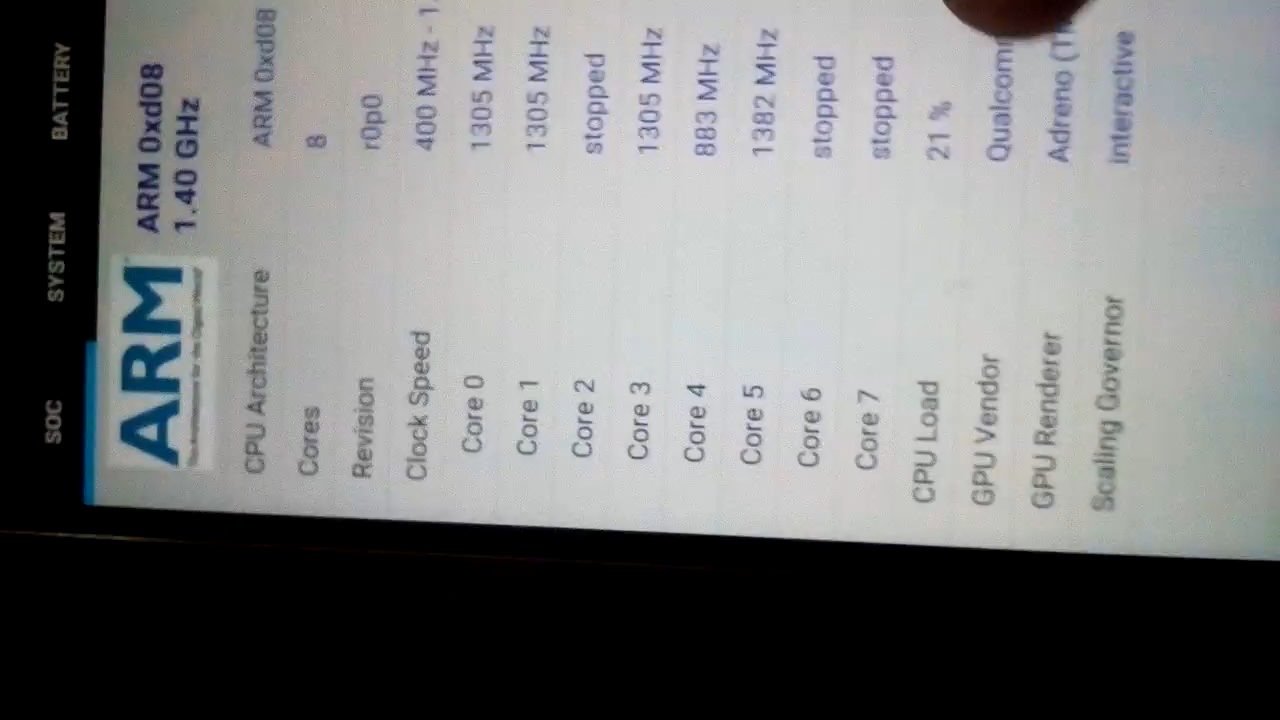 SOC SYSTEM BATTERY
ARM
ARM 0xd08
1.40 GHz
CPU Architecture ARM 0xd08
Cores 8
Revision r0p0
Clock Speed 400 MHz - 1.
Core 0 1305 MHz
Core 1 1305 MHz
Core 2 stopped
Core 3 1305 MHz
Core 4 883 MHz
Core 5 1382 MHz
Core 6 stopped
Core 7 stopped
CPU Load 21 %
GPU Vendor Qualcom
GPU Renderer Adreno (T
Scaling Governor interactive